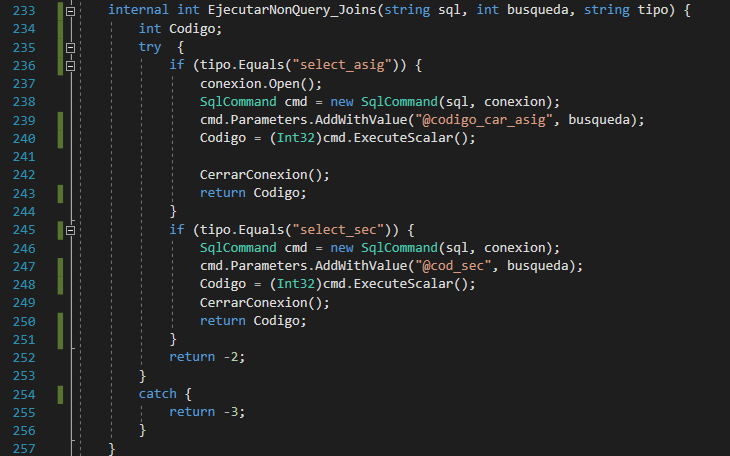 233 internal int EjecutarNonQuery_Joins(string sql, int busqueda, string tipo) {
234 int Codigo;
235 try {
236 if (tipo.Equals("select_asig")) {
237 conexion.Open();
238 SqlCommand cmd = new SqlCommand(sql, conexion);
239 cmd.Parameters.AddWithValue("@codigo_car_asig", busqueda);
240 Codigo = (Int32)cmd.ExecuteScalar();
241
242 CerrarConexion();
243 return Codigo;
244 }
245 if (tipo.Equals("select_sec")) {
246 SqlCommand cmd = new SqlCommand(sql, conexion);
247 cmd.Parameters.AddWithValue("@cod_sec", busqueda);
248 Codigo = (Int32)cmd.ExecuteScalar();
249 CerrarConexion();
250 return Codigo;
251 }
252 return -2;
253 }
254 catch {
255 return -3;
256 }
257 }